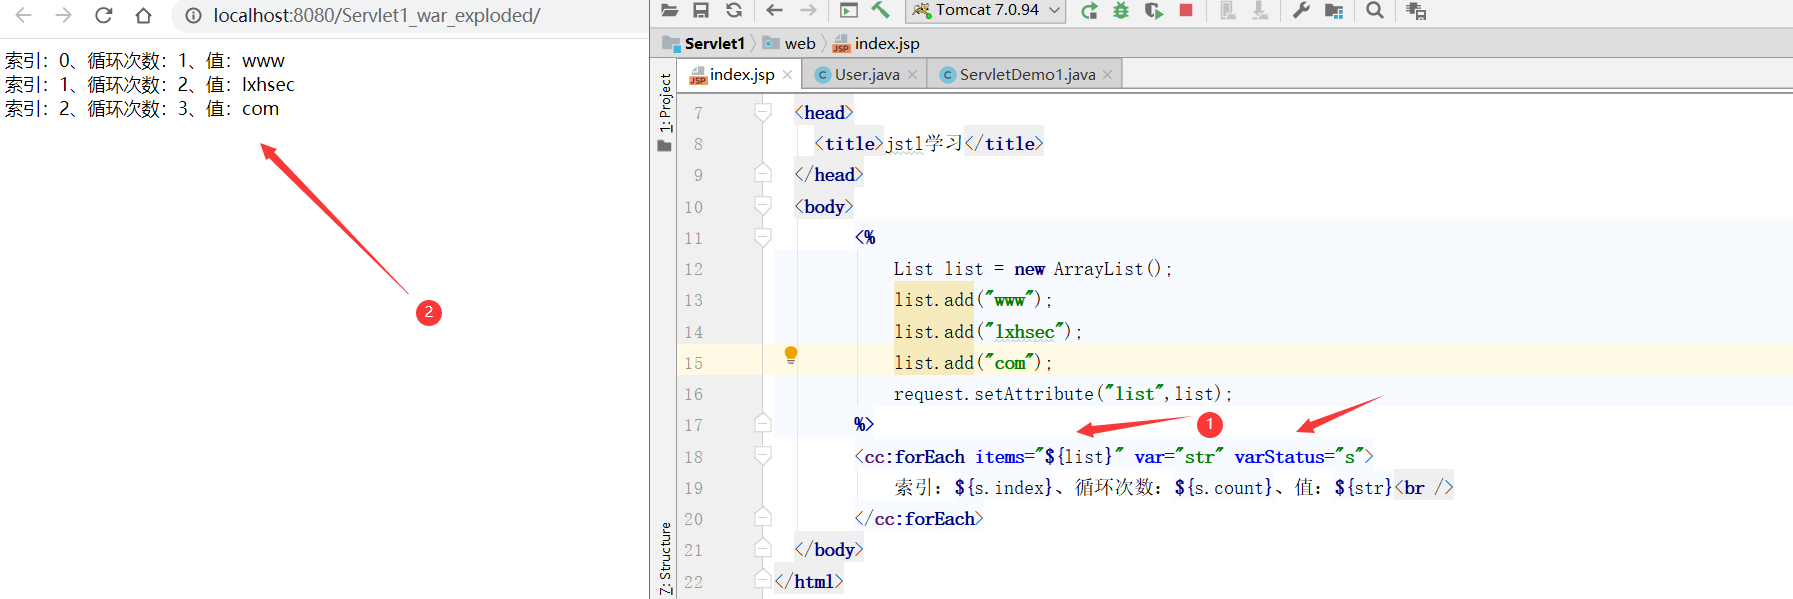 localhost:8080/Servlet1_war_exploded/
索引：0、循环次数：1、值：www
索引：1、循环次数：2、值：lxhsec
索引：2、循环次数：3、值：com
2
Tomcat 7.0.94
Servlet1 web index.jsp
index.jsp User.java ServletDemo1.java
1: Project
Z: Structure
7 <head>
8 <title>jstl学习</title>
9 </head>
10 <body>
11 <%
12 List list = new ArrayList();
13 list.add("www");
14 list.add("lxhsec");
15 list.add("com");
16 request.setAttribute("list",list);
17 %>
1
18 <cc:forEach items="${list}" var="str" varStatus="s">
19 索引：${s.index}、循环次数：${s.count}、值：${str}<br />
20 </cc:forEach>
21 </body>
22 </html>